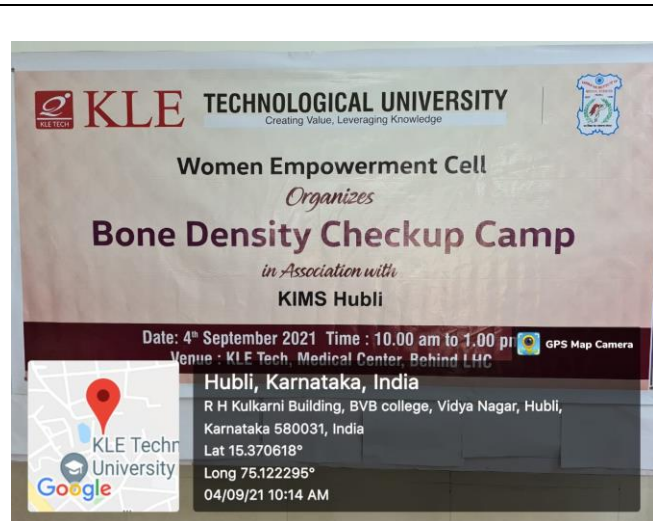 KLE TECH
KLE TECHNOLOGICAL UNIVERSITY
Creating Value, Leveraging Knowledge
Women Empowerment Cell
Organizes
Bone Density Checkup Camp
in Association with
KIMS Hubli
Date: 4th September 2021 Time : 10.00 am to 1.00 pm
Venue : KLE Tech, Medical Center, Behind LHC
GPS Map Camera
Hubli, Karnataka, India
R H Kulkarni Building, BVB college, Vidya Nagar, Hubli,
Karnataka 580031, India
Lat 15.370618°
Long 75.122295°
04/09/21 10:14 AM
KLE Techn
University
Google